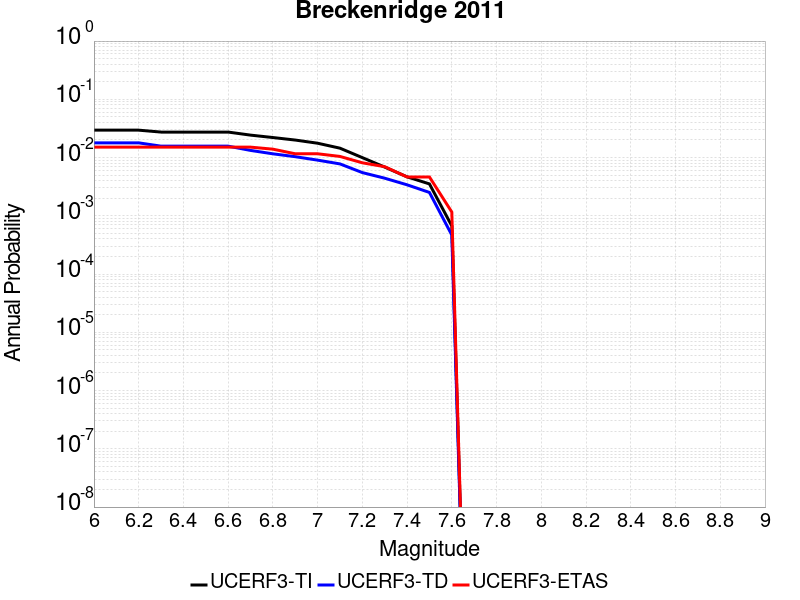 Breckenridge 2011
10^0
10^-1
10^-2
10^-3
10^-4
10^-5
10^-6
10^-7
10^-8
Annual Probability
6 6.2 6.4 6.6 6.8 7 7.2 7.4 7.6 7.8 8 8.2 8.4 8.6 8.8 9
Magnitude
UCERF3-TI UCERF3-TD UCERF3-ETAS